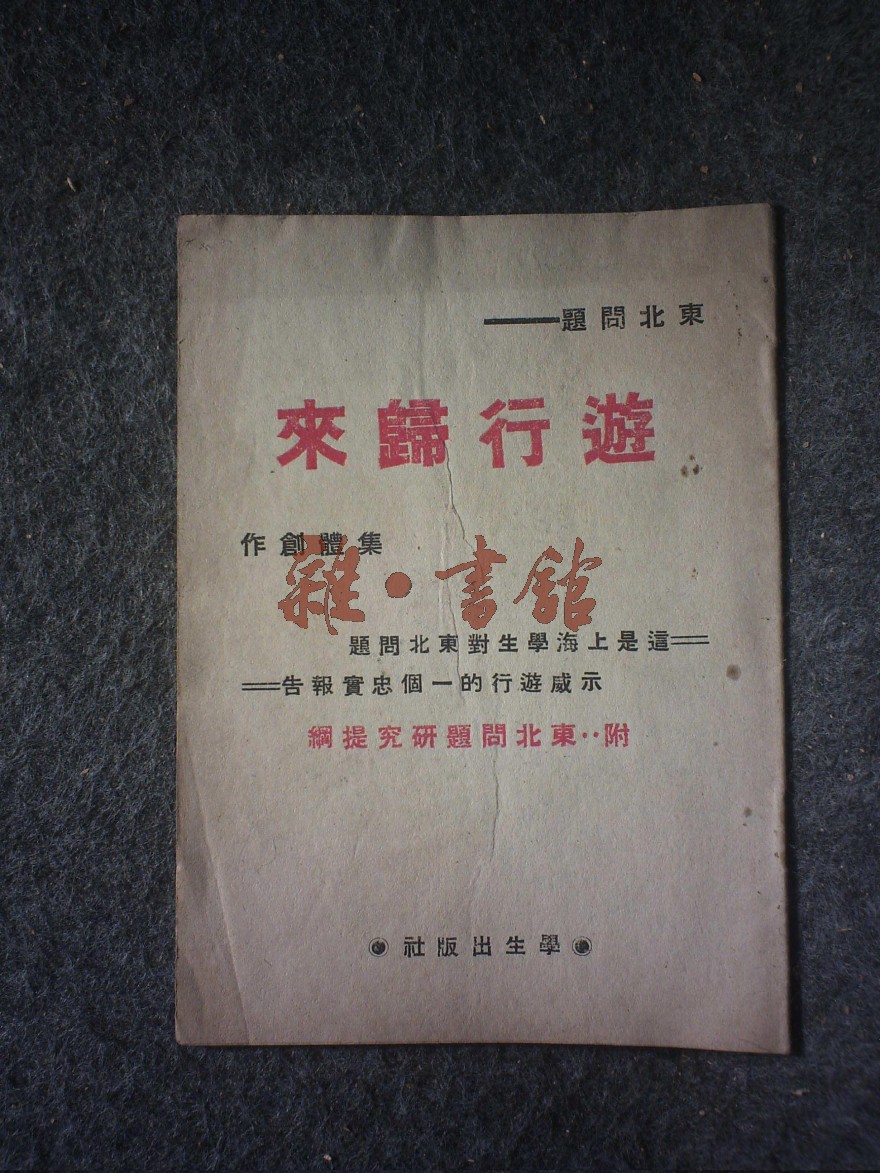 東北問題——
遊行歸來
集體創作
雜·書館
==這是上海學生對東北問題
示威遊行的一個忠實報告==
附：東北問題研究提綱
◉學生出版社◉